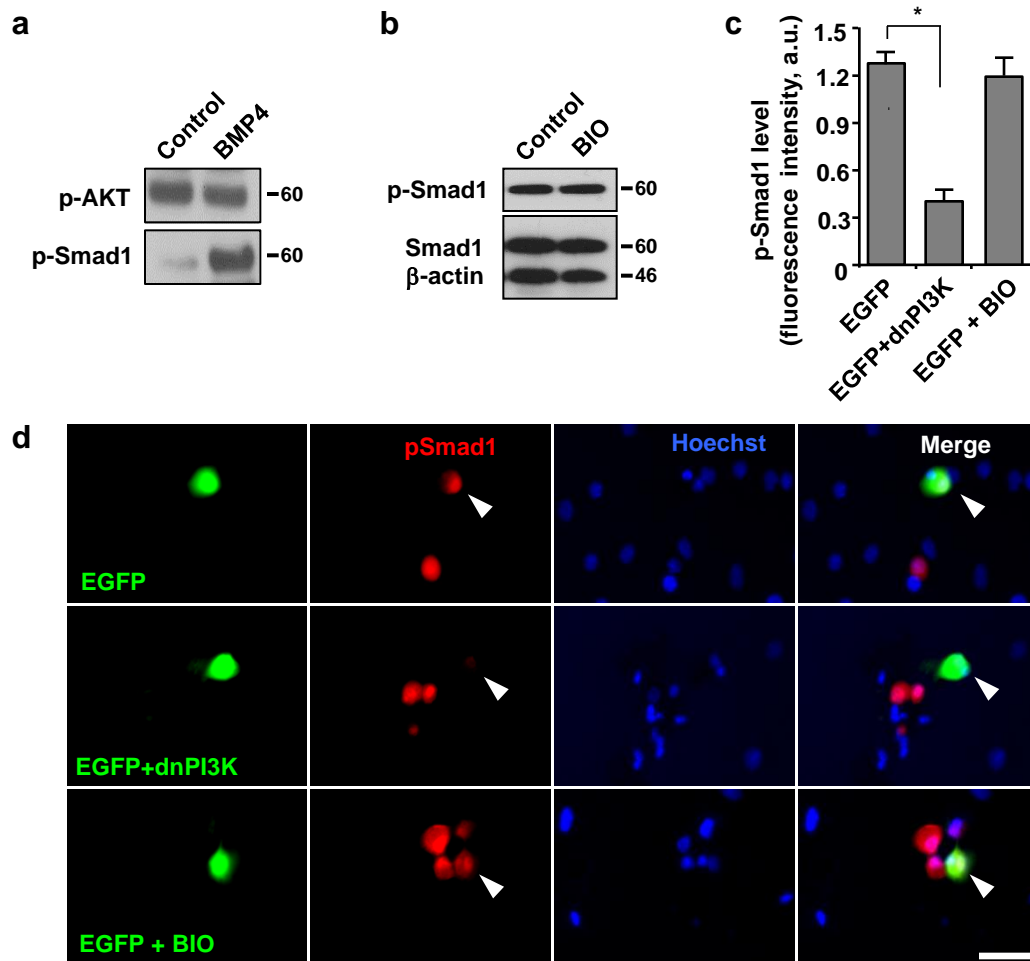 a
Control
BMP4
p-AKT
60
p-Smad1
60
b
Control
BIO
p-Smad1
60
Smad1
60
β-actin
46
c
*
p-Smad1 level
(fluorescence intensity, a.u.)
1.5
1.2
0.9
0.6
0.3
0
EGFP
EGFP+dnPI3K
EGFP + BIO
d
pSmad1
Hoechst
Merge
EGFP
EGFP+dnPI3K
EGFP + BIO